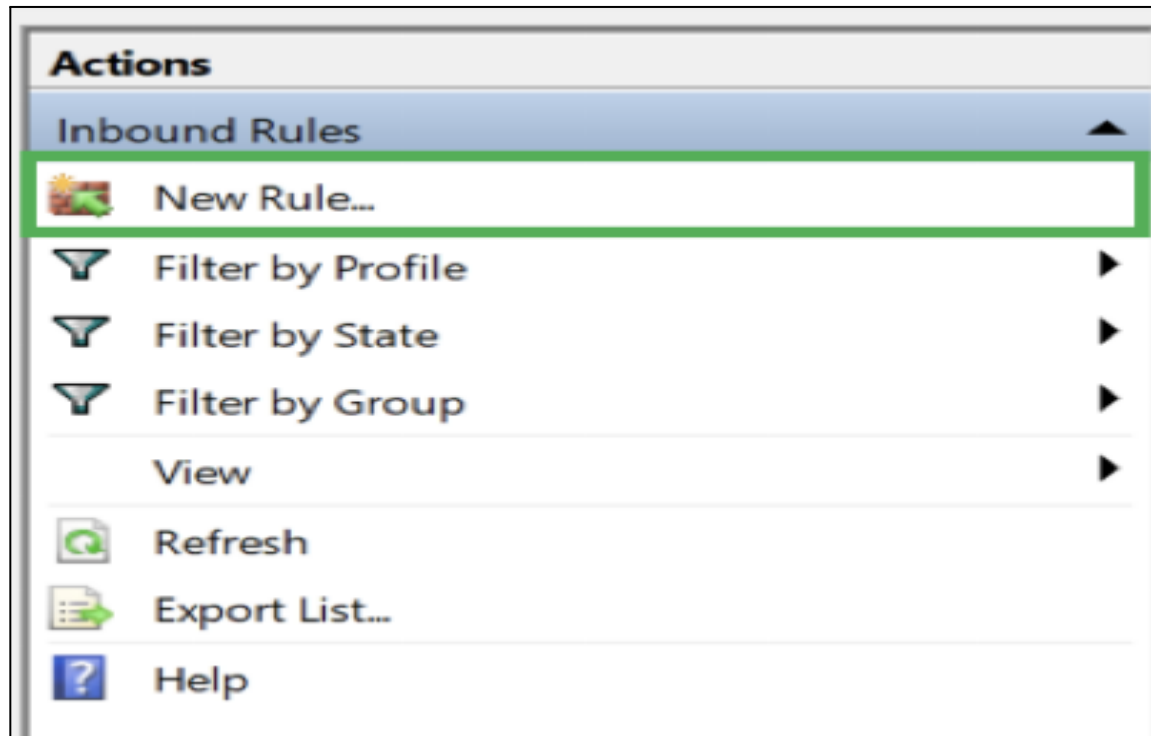 Actions
Inbound Rules
New Rule...
Filter by Profile
Filter by State
Filter by Group
View
Refresh
Export List...
Help